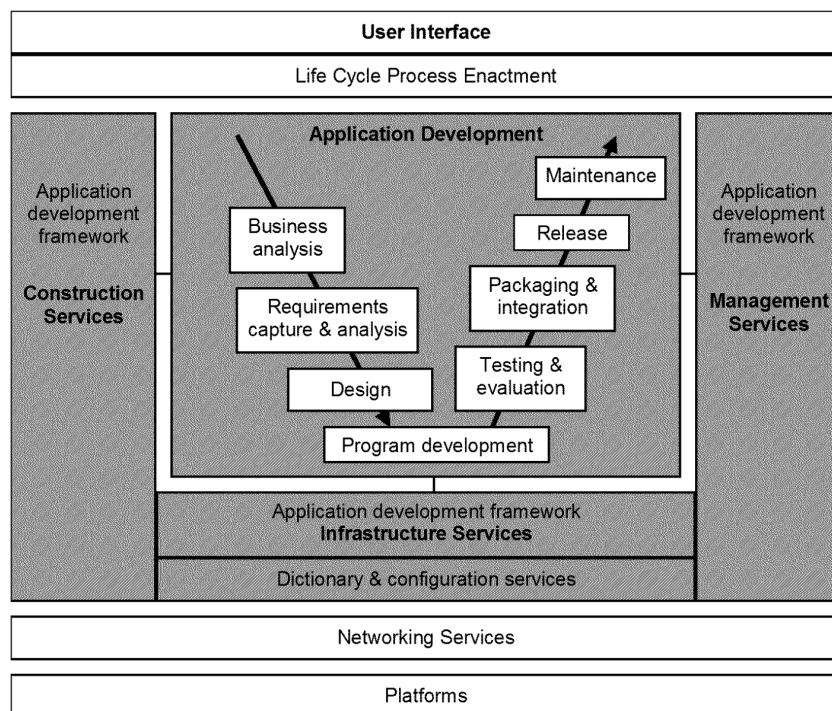 User Interface
Life Cycle Process Enactment
Application
development
framework
Construction
Services
Application Development
Business
analysis
Requirements
capture & analysis
Design
Program development
Testing &
evaluation
Packaging &
integration
Release
Maintenance
Application
development
framework
Management
Services
Application development framework
Infrastructure Services
Dictionary & configuration services
Networking Services
Platforms